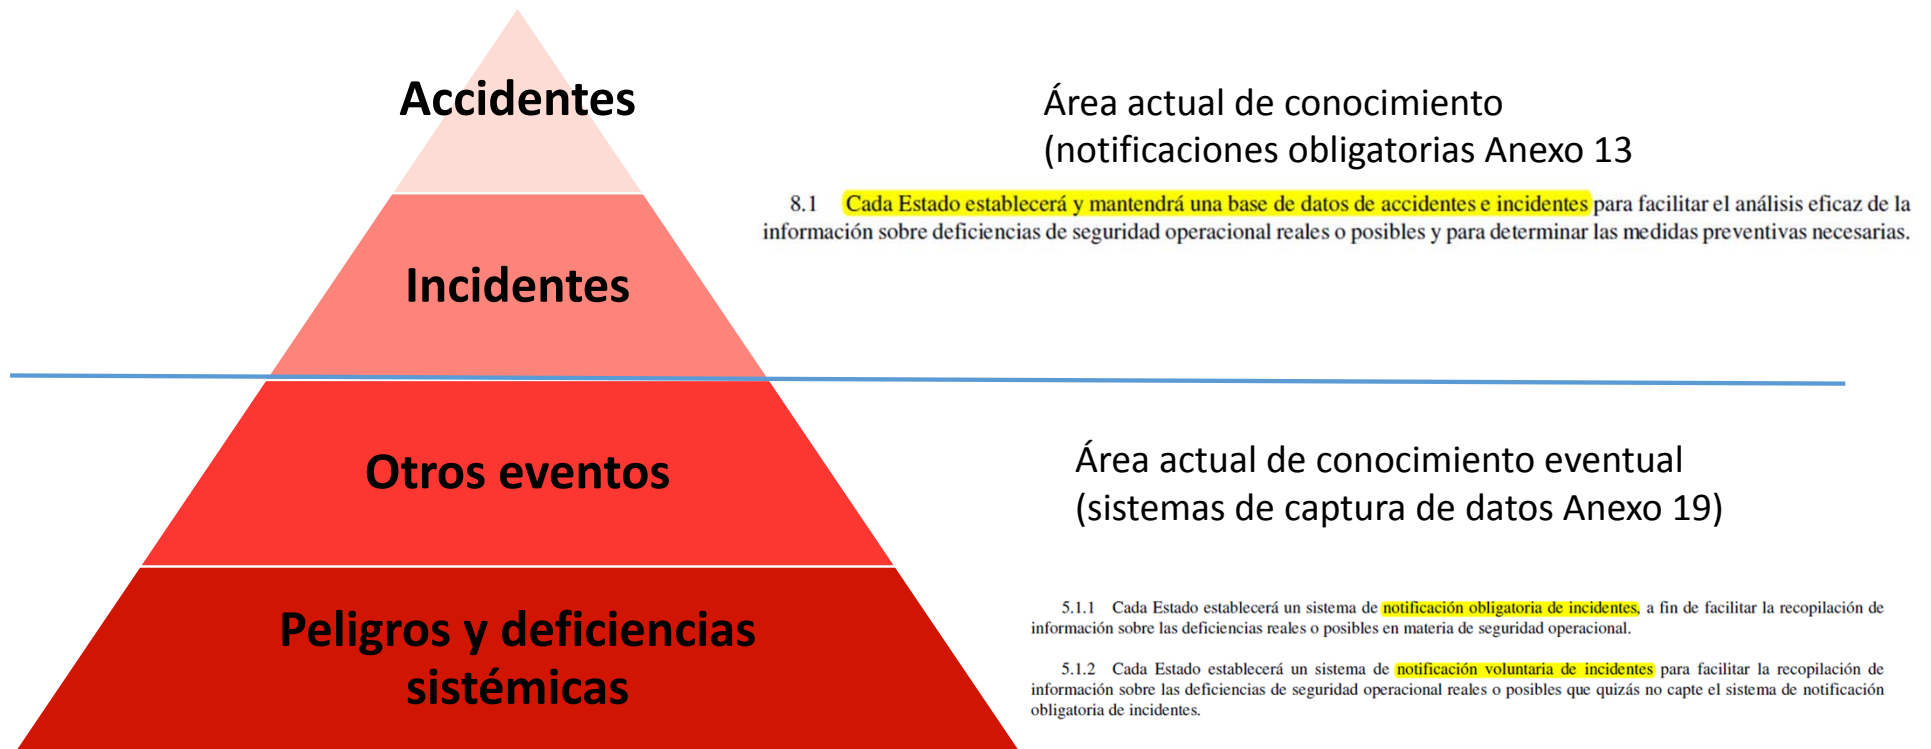 Accidentes
Área actual de conocimiento
(notificaciones obligatorias Anexo 13
8.1 Cada Estado establecerá y mantendrá una base de datos de accidentes e incidentes para facilitar el análisis eficaz de la
información sobre deficiencias de seguridad operacional reales o posibles y para determinar las medidas preventivas necesarias.
Incidentes
Otros eventos
Área actual de conocimiento eventual
(sistemas de captura de datos Anexo 19)
Peligros y deficiencias
sistémicas
5.1.1 Cada Estado establecerá un sistema de notificación obligatoria de incidentes, a fin de facilitar la recopilación de
información sobre las deficiencias reales o posibles en materia de seguridad operacional.
5.1.2 Cada Estado establecerá un sistema de notificación voluntaria de incidentes para facilitar la recopilación de
información sobre las deficiencias de seguridad operacional reales o posibles que quizás no capte el sistema de notificación
obligatoria de incidentes.